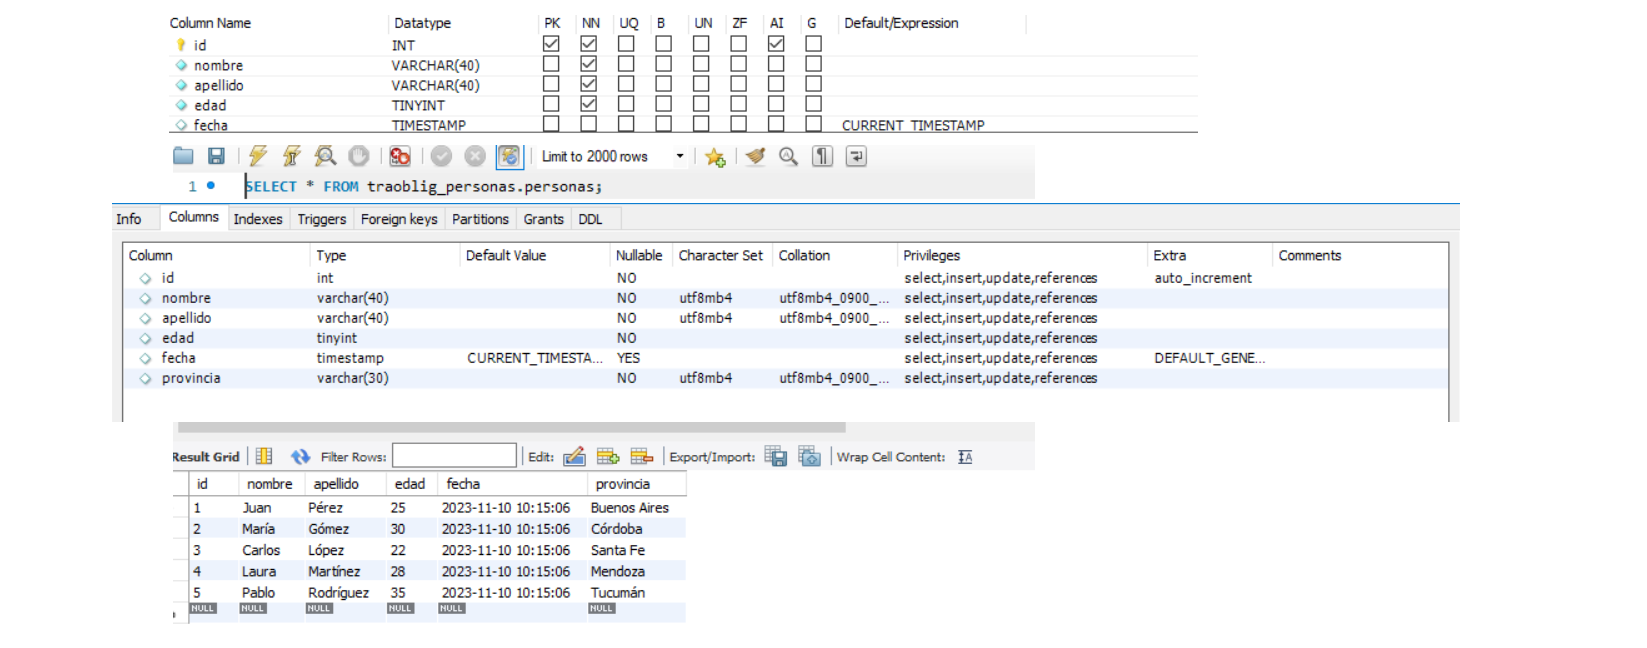 Column Name Datatype PK NN UQ B UN ZF AI G Default/Expression
id INT
nombre VARCHAR(40)
apellido VARCHAR(40)
edad TINYINT
fecha TIMESTAMP CURRENT_TIMESTAMP
Limit to 2000 rows
1 SELECT * FROM traoblig_personas.personas;
Info Columns Indexes Triggers Foreign keys Partitions Grants DDL
Column Type Default Value Nullable Character Set Collation Privileges Extra Comments
id int NO select,insert,update,references auto_increment
nombre varchar(40) NO utf8mb4 utf8mb4_0900_... select,insert,update,references
apellido varchar(40) NO utf8mb4 utf8mb4_0900_... select,insert,update,references
edad tinyint NO select,insert,update,references
fecha timestamp CURRENT_TIMESTA... YES select,insert,update,references DEFAULT_GENE...
provincia varchar(30) NO utf8mb4 utf8mb4_0900_... select,insert,update,references
Result Grid Filter Rows: Edit: Export/Import: Wrap Cell Content:
id nombre apellido edad fecha provincia
1 Juan Pérez 25 2023-11-10 10:15:06 Buenos Aires
2 María Gómez 30 2023-11-10 10:15:06 Córdoba
3 Carlos López 22 2023-11-10 10:15:06 Santa Fe
4 Laura Martínez 28 2023-11-10 10:15:06 Mendoza
5 Pablo Rodríguez 35 2023-11-10 10:15:06 Tucumán
NULL NULL NULL NULL NULL NULL